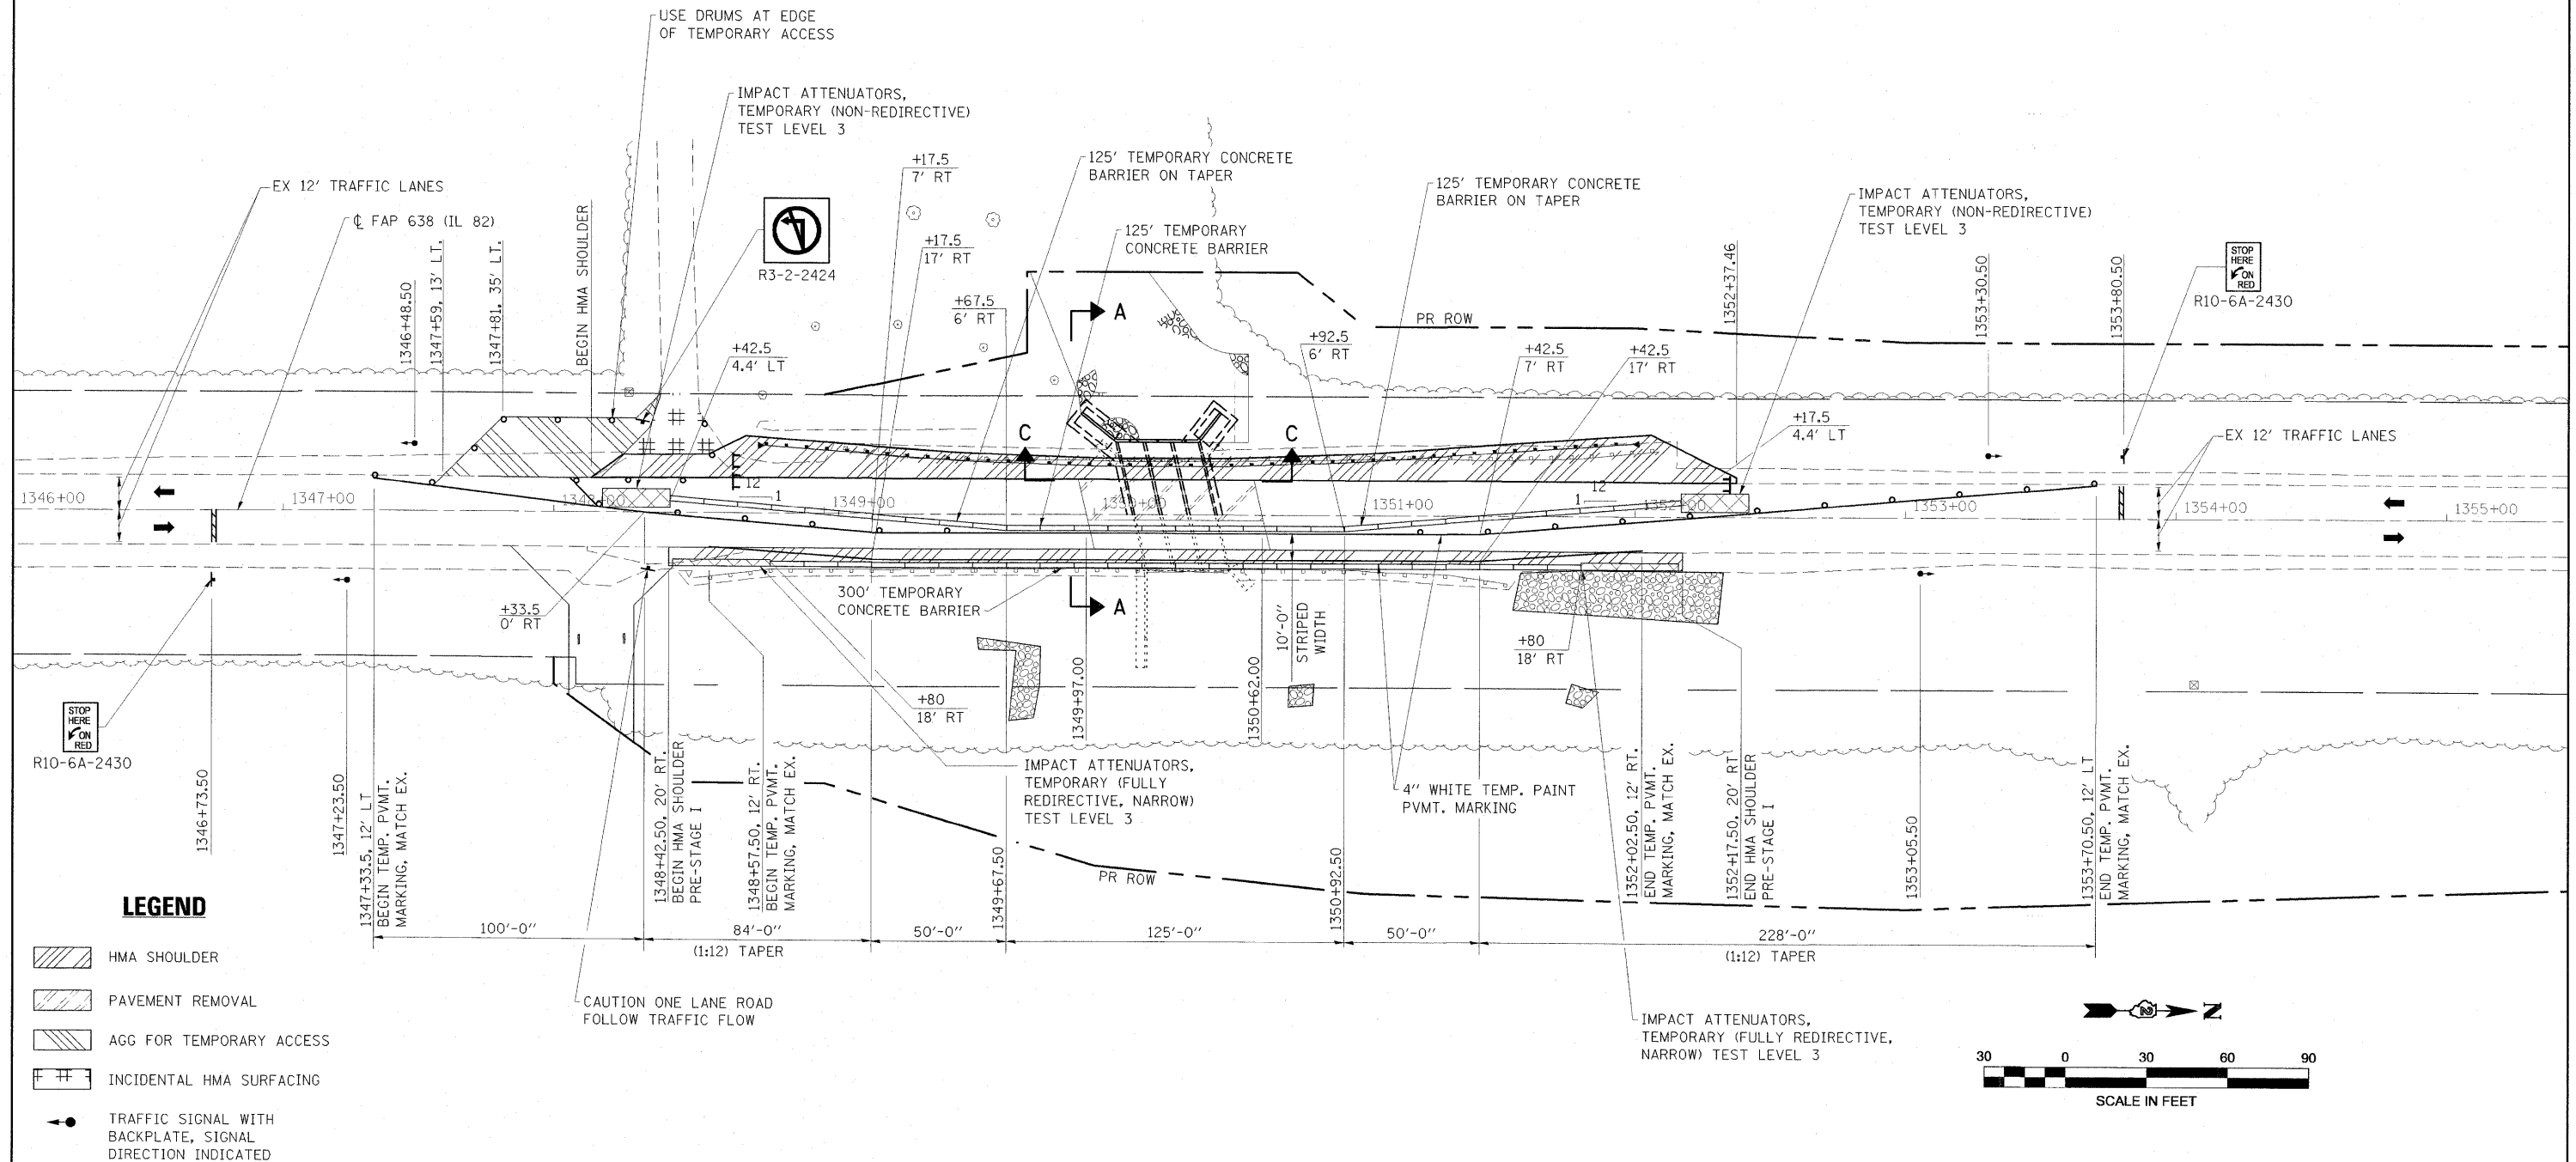 USE DRUMS AT EDGE
OF TEMPORARY ACCESS
IMPACT ATTENUATORS,
TEMPORARY (NON-REDIRECTIVE)
TEST LEVEL 3
EX 12' TRAFFIC LANES
℄ FAP 638 (IL 82)
1346+48.50
1347+59, 13' LT.
1347+81, 35' LT.
BEGIN HMA SHOULDER
R3-2-2424
+17.5
7' RT
+17.5
17' RT
+67.5
6' RT
+42.5
4.4' LT
125' TEMPORARY CONCRETE
BARRIER ON TAPER
125' TEMPORARY
CONCRETE BARRIER
125' TEMPORARY CONCRETE
BARRIER ON TAPER
IMPACT ATTENUATORS,
TEMPORARY (NON-REDIRECTIVE)
TEST LEVEL 3
A
PR ROW
+92.5
6' RT
+42.5
7' RT
+42.5
17' RT
1352+37.46
1353+30.50
1353+80.50
STOP
HERE
ON
RED
R10-6A-2430
+17.5
4.4' LT
EX 12' TRAFFIC LANES
C
C
12
1
12
1
1346+00
1347+00
1348+00
1349+00
1350+00
1351+00
1352+00
1353+00
1354+00
1355+00
+33.5
0' RT
300' TEMPORARY
CONCRETE BARRIER
A
10'-0"
STRIPED
WIDTH
+80
18' RT
+80
18' RT
STOP
HERE
ON
RED
R10-6A-2430
1346+73.50
1347+23.50
1347+33.5, 12' LT
BEGIN TEMP. PVMT.
MARKING, MATCH EX.
1348+42.50, 20' RT.
BEGIN HMA SHOULDER
PRE-STAGE I
1348+57.50, 12' RT.
BEGIN TEMP. PVMT.
MARKING, MATCH EX.
1349+67.50
1349+97.00
1350+62.00
1350+92.50
IMPACT ATTENUATORS,
TEMPORARY (FULLY
REDIRECTIVE, NARROW)
TEST LEVEL 3
4" WHITE TEMP. PAINT
PVMT. MARKING
PR ROW
1352+02.50, 12' RT.
END TEMP. PVMT.
MARKING, MATCH EX.
1352+17.50, 20' RT
END HMA SHOULDER
PRE-STAGE I
1353+05.50
1353+70.50, 12' LT
END TEMP. PVMT.
MARKING, MATCH EX.
100'-0"
84'-0"
(1:12) TAPER
50'-0"
125'-0"
50'-0"
228'-0"
(1:12) TAPER
CAUTION ONE LANE ROAD
FOLLOW TRAFFIC FLOW
IMPACT ATTENUATORS,
TEMPORARY (FULLY REDIRECTIVE,
NARROW) TEST LEVEL 3
LEGEND
HMA SHOULDER
PAVEMENT REMOVAL
AGG FOR TEMPORARY ACCESS
INCIDENTAL HMA SURFACING
TRAFFIC SIGNAL WITH
BACKPLATE, SIGNAL
DIRECTION INDICATED
N
30 0 30 60 90
SCALE IN FEET